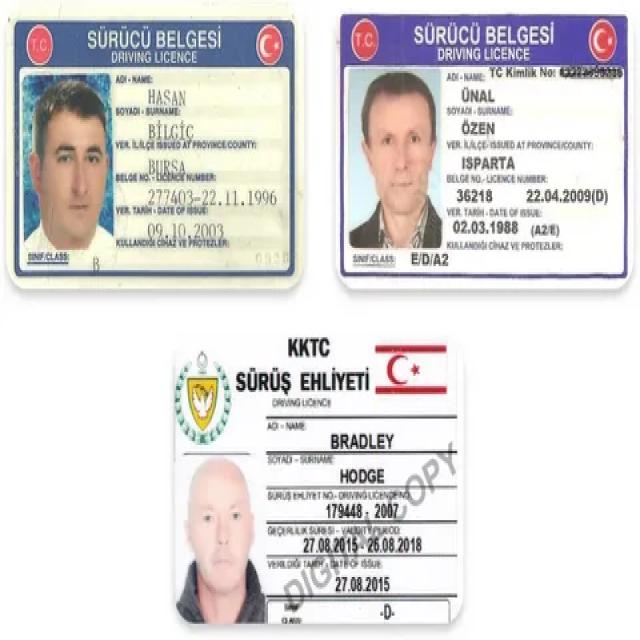 T.C.
SÜRÜCÜ BELGESİ
DRIVING LICENCE
ADI - NAME:
HASAN
SOYADI - SURNAME:
BİLGİÇ
VER. İL/İLÇE ISSUED AT PROVINCE/COUNTY:
BURSA
BELGE NO. - LICENCE NUMBER:
277403-22.11.1996
VER. TARİH - DATE OF ISSUE:
09.10.2003
KULLANDIĞI CİHAZ VE PROTEZLER:
SINIF/CLASS:
B
T.C.
SÜRÜCÜ BELGESİ
DRIVING LICENCE
ADI - NAME:
TC Kimlik No:
ÜNAL
SOYADI - SURNAME:
ÖZEN
VER. İL/İLÇE- ISSUED AT PROVINCE/COUNTY:
ISPARTA
BELGE NO. - LICENCE NUMBER:
36218 22.04.2009(D)
VER. TARİH - DATE OF ISSUE:
02.03.1988 (A2/E)
KULLANDIĞI CİHAZ VE PROTEZLER:
SINIF/CLASS: E/D/A2
KKTC
SÜRÜŞ EHLİYETİ
DRIVING LICENCE
ADI - NAME
BRADLEY
SOYADI - SURNAME
HODGE
SÜRÜŞ EHLİYET NO.- DRIVING LICENCE NO.
179448 - 2007
GEÇERLİLİK SÜRESİ - VALIDITY PERIOD:
27.08.2015 - 26.08.2018
VERİLDİĞİ TARİH - DATE OF ISSUE
27.08.2015
SINIF
CLASS:
-D-
DIGITAL COPY